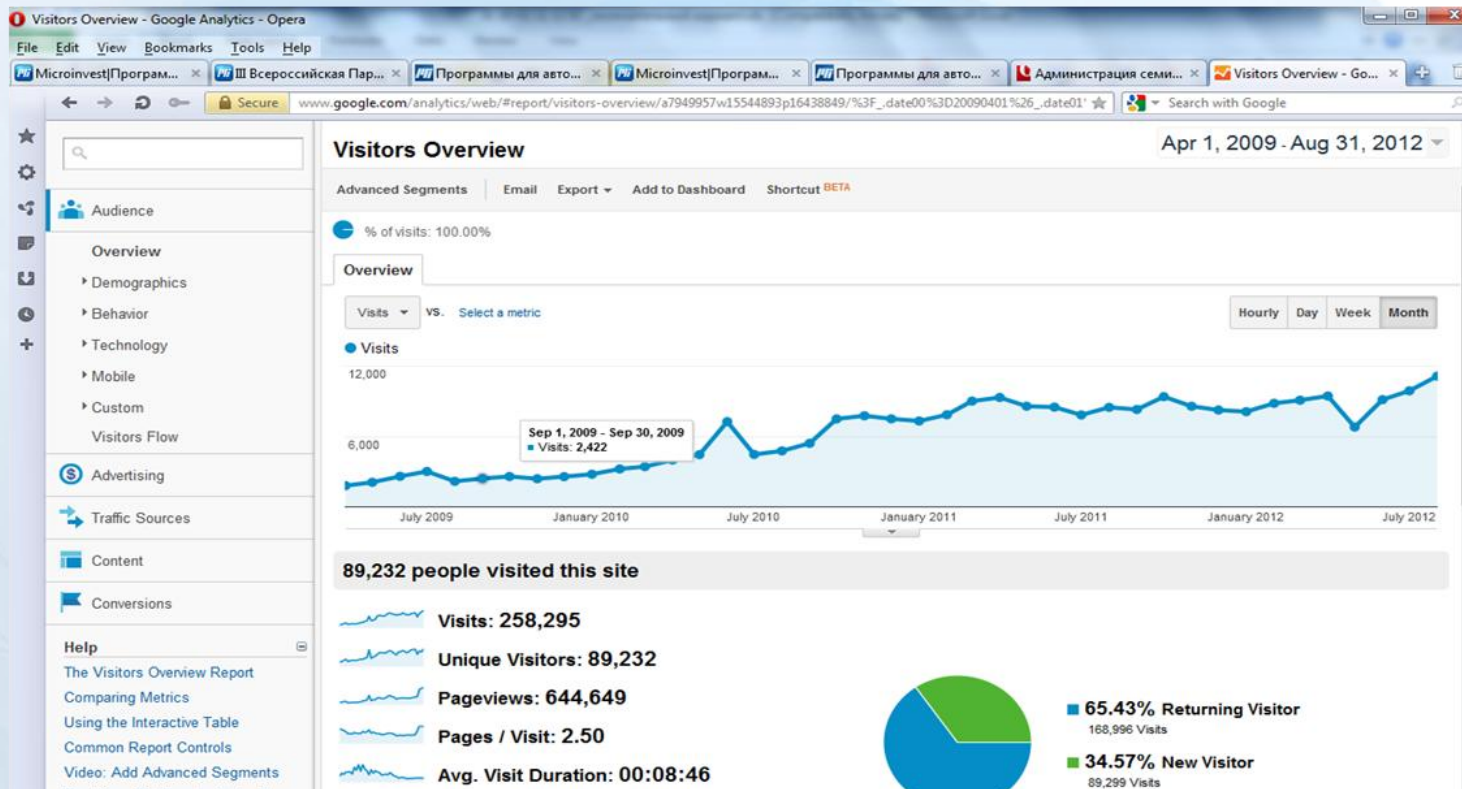 Visitors Overview - Google Analytics - Opera
File Edit View Bookmarks Tools Help
Microinvest|Програм... III Всероссийская Пар... Программы для авто... Microinvest|Програм... Программы для авто... Администрация семи... Visitors Overview - Go...
Secure www.google.com/analytics/web/#report/visitors-overview/a7949957w15544893p16438849/%3F_.date00%3D20090401%26_.date01' Search with Google
Visitors Overview
Apr 1, 2009 - Aug 31, 2012
Advanced Segments Email Export Add to Dashboard Shortcut BETA
Audience
% of visits: 100.00%
Overview
Demographics
Behavior
Technology
Mobile
Custom
Visitors Flow
Advertising
Traffic Sources
Content
Conversions
Help
The Visitors Overview Report
Comparing Metrics
Using the Interactive Table
Common Report Controls
Video: Add Advanced Segments
Overview
Visits VS. Select a metric
Hourly Day Week Month
Visits
12,000
6,000
Sep 1, 2009 - Sep 30, 2009
Visits: 2,422
July 2009 January 2010 July 2010 January 2011 July 2011 January 2012 July 2012
89,232 people visited this site
Visits: 258,295
Unique Visitors: 89,232
Pageviews: 644,649
Pages / Visit: 2.50
Avg. Visit Duration: 00:08:46
65.43% Returning Visitor
168,996 Visits
34.57% New Visitor
89,299 Visits